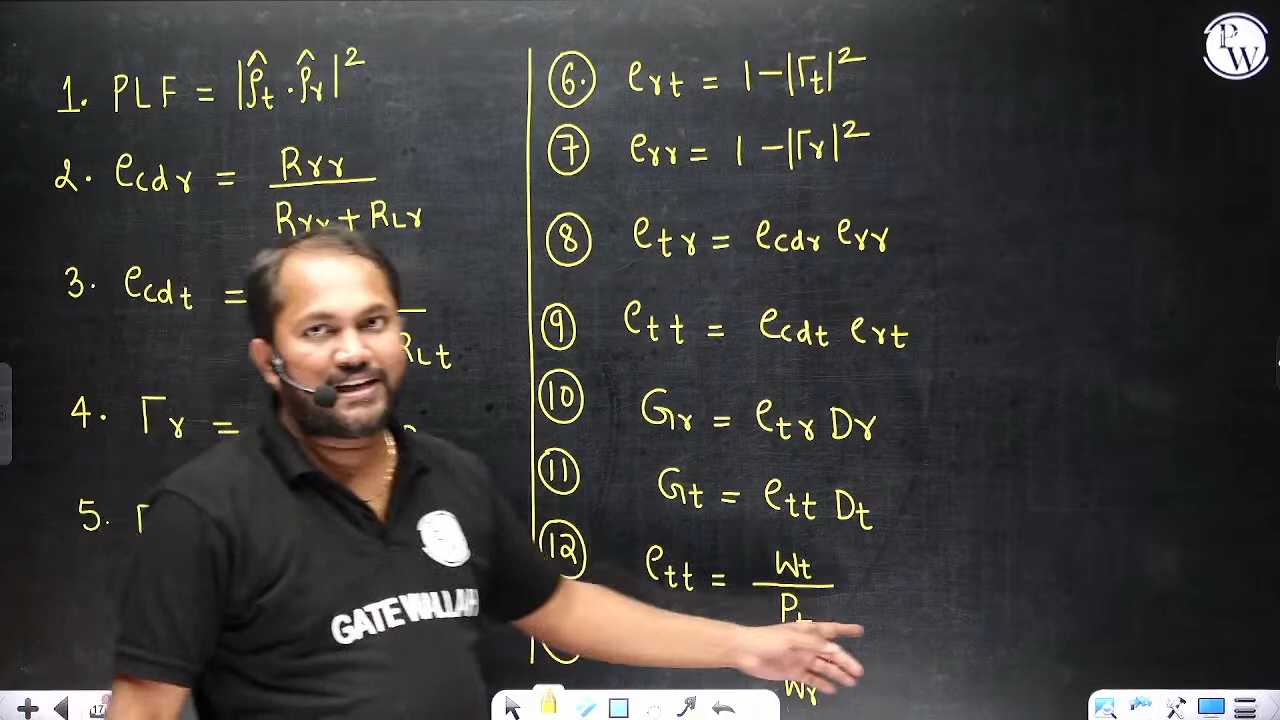 1. PLF = |ρ̂t · ρ̂r|²
2. ecdr = Rrr / Rrr + RLr
3. ecdt =
RLt
4. Γr =
5. Γ
6. ert = 1 - |Γt|²
7 err = 1 - |Γr|²
8 etr = ecdr err
9 ett = ecdt ert
10 Gr = etr Dr
11 Gt = ett Dt
12 ett = Wt / Pt
Wr
PW
GATE WALLAH
17